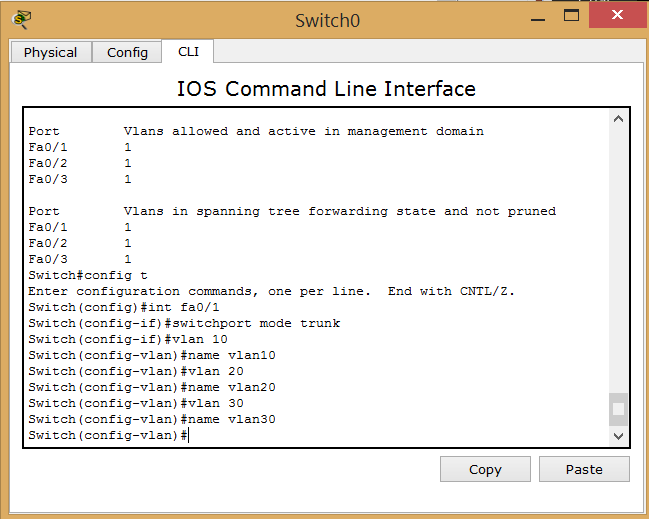 Switch0
Physical Config CLI
IOS Command Line Interface
Port Vlans allowed and active in management domain
Fa0/1 1
Fa0/2 1
Fa0/3 1
Port Vlans in spanning tree forwarding state and not pruned
Fa0/1 1
Fa0/2 1
Fa0/3 1
Switch#config t
Enter configuration commands, one per line. End with CNTL/Z.
Switch(config)#int fa0/1
Switch(config-if)#switchport mode trunk
Switch(config-if)#vlan 10
Switch(config-vlan)#name vlan10
Switch(config-vlan)#vlan 20
Switch(config-vlan)#name vlan20
Switch(config-vlan)#vlan 30
Switch(config-vlan)#name vlan30
Switch(config-vlan)#
Copy Paste